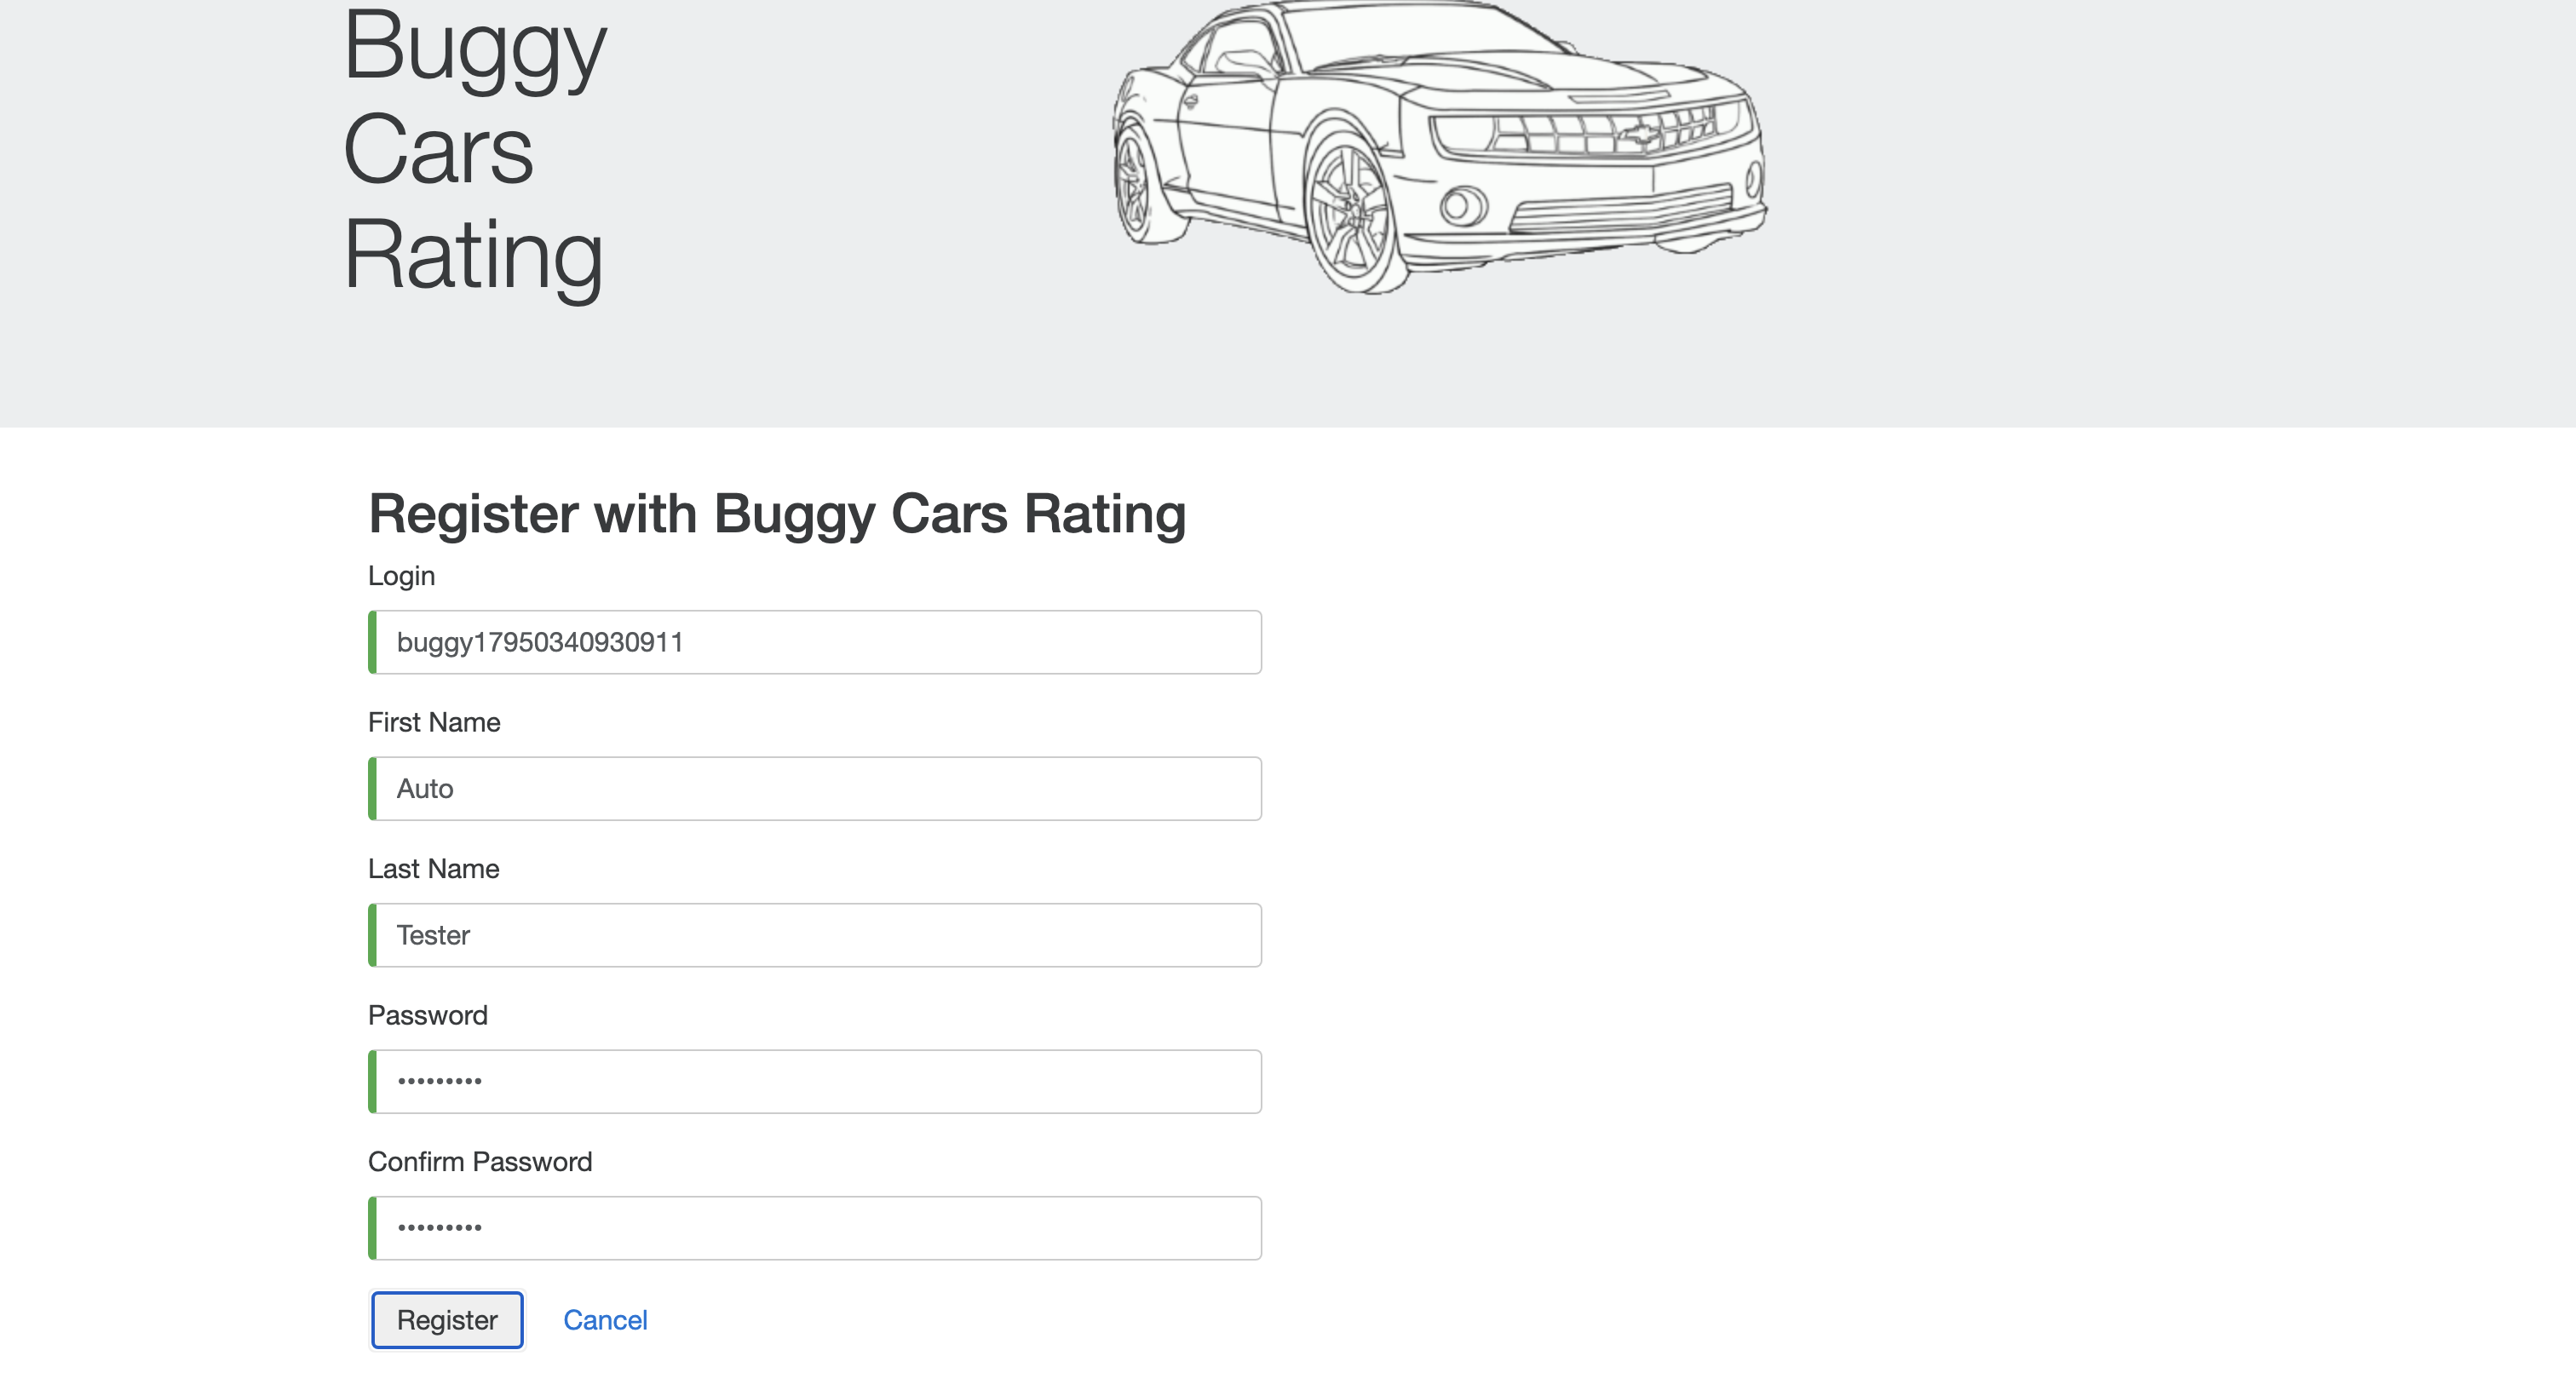 Buggy
Cars
Rating
Register with Buggy Cars Rating
Login
buggy17950340930911
First Name
Auto
Last Name
Tester
Password
•••••••••
Confirm Password
•••••••••
Register Cancel